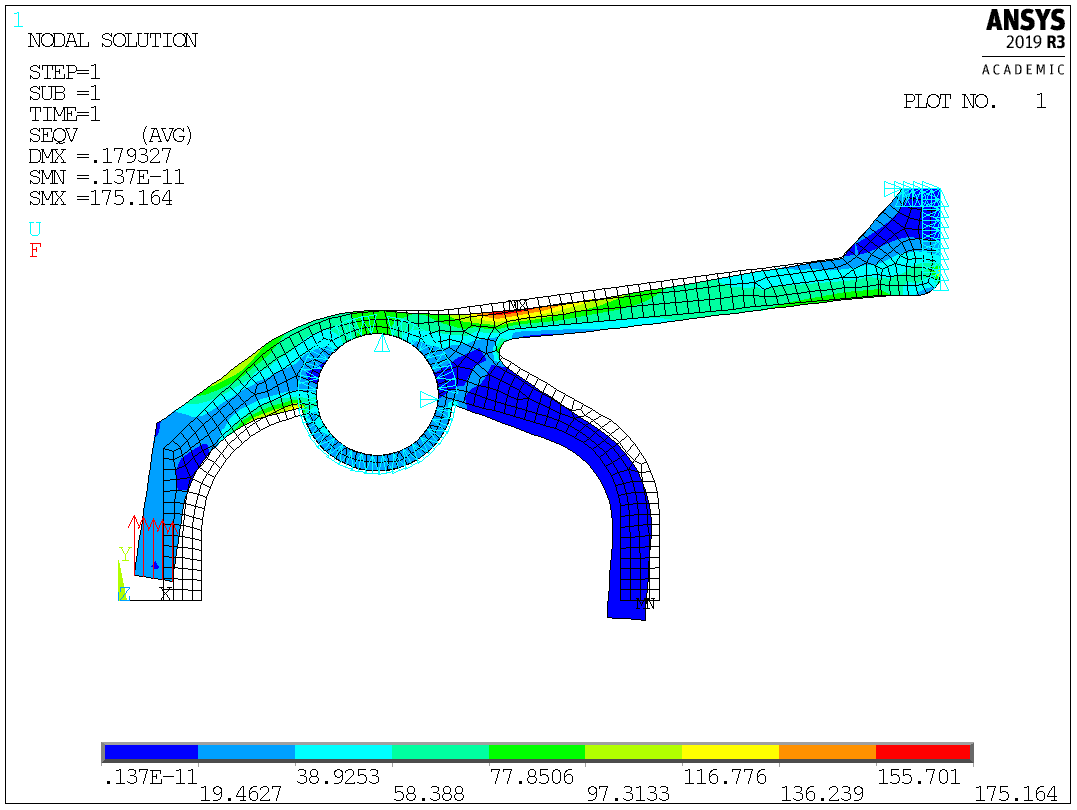 1
ANSYS
2019 R3
ACADEMIC
NODAL SOLUTION
STEP=1
SUB =1
TIME=1
SEQV (AVG)
DMX =.179327
SMN =.137E-11
SMX =175.164
U
F
PLOT NO. 1
MX
Y
Z X
MN
.137E-11 38.9253 77.8506 116.776 155.701
19.4627 58.388 97.3133 136.239 175.164